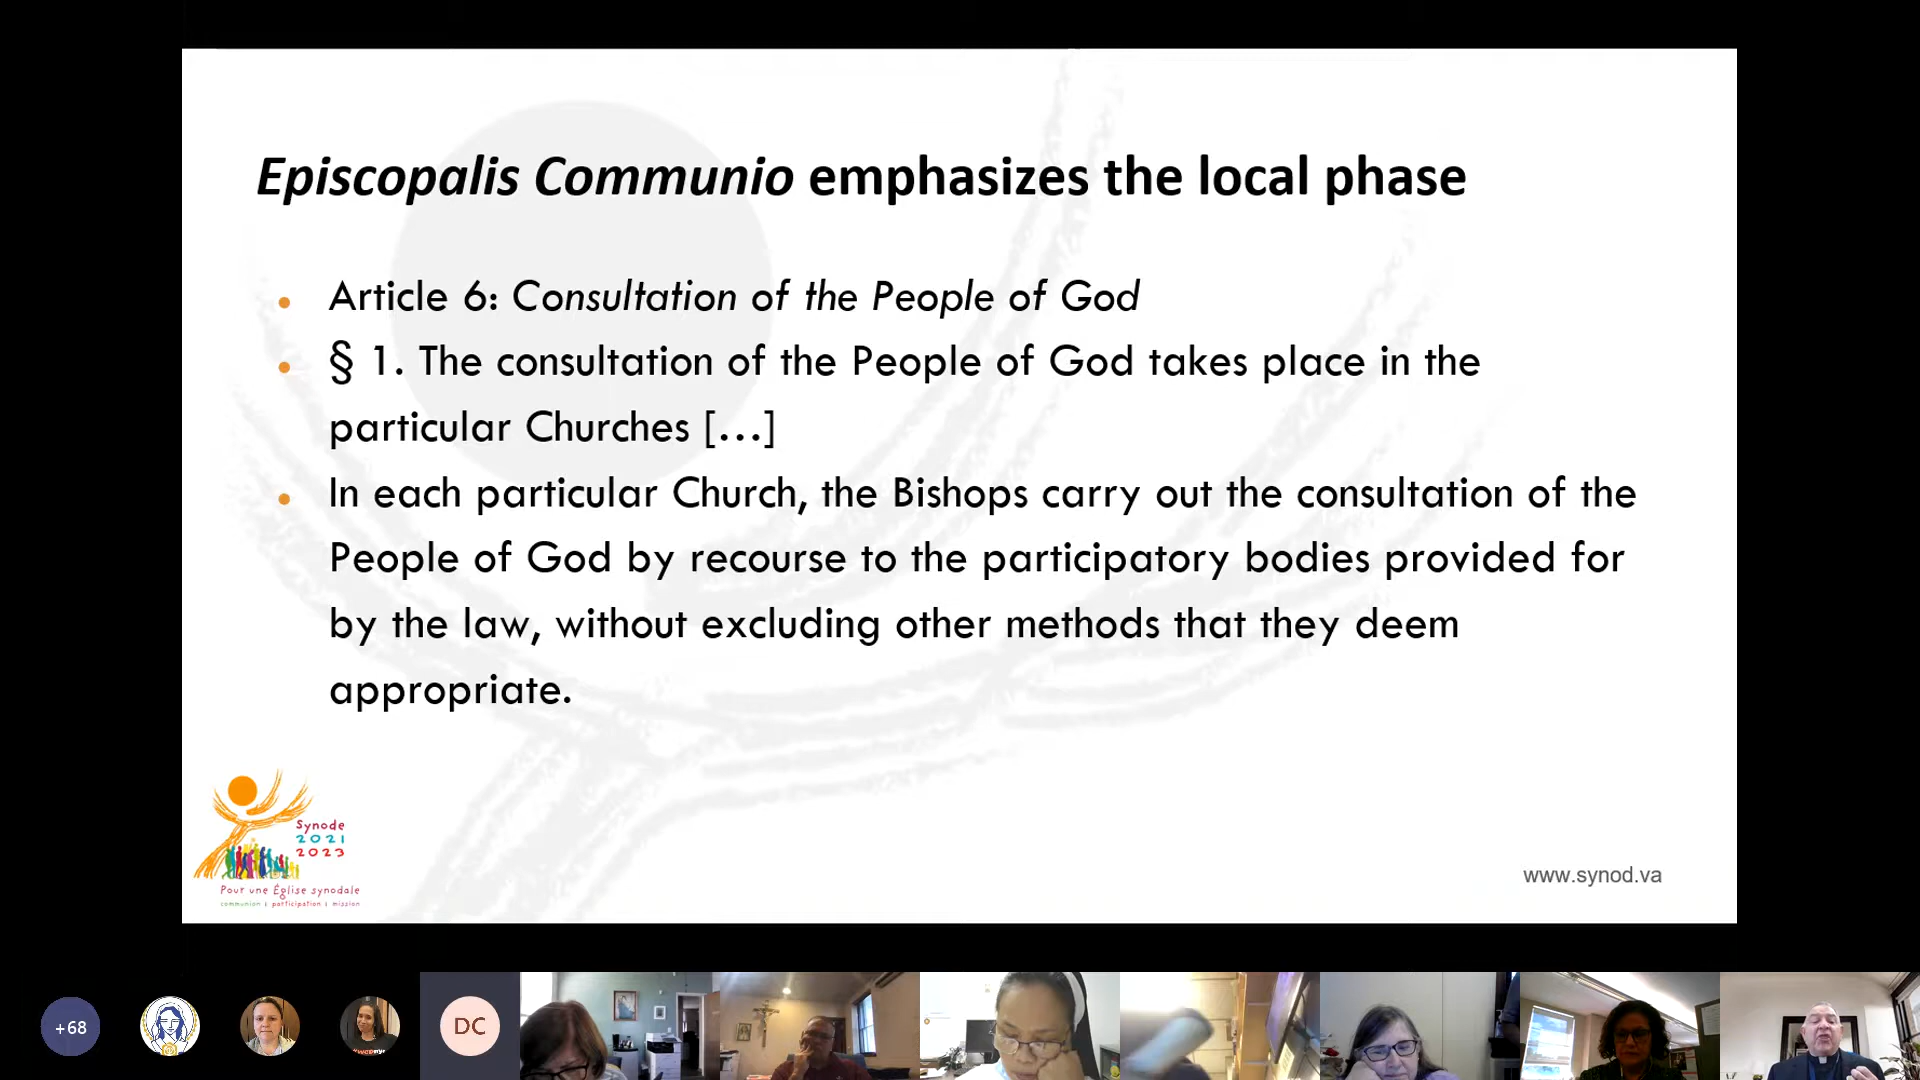 Episcopalis Communio emphasizes the local phase
• Article 6: Consultation of the People of God
• § 1. The consultation of the People of God takes place in the
particular Churches [...]
• In each particular Church, the Bishops carry out the consultation of the
People of God by recourse to the participatory bodies provided for
by the law, without excluding other methods that they deem
appropriate.
Synode
2021
2023
Pour une Église synodale
communion | participation | mission
www.synod.va
+68
DC